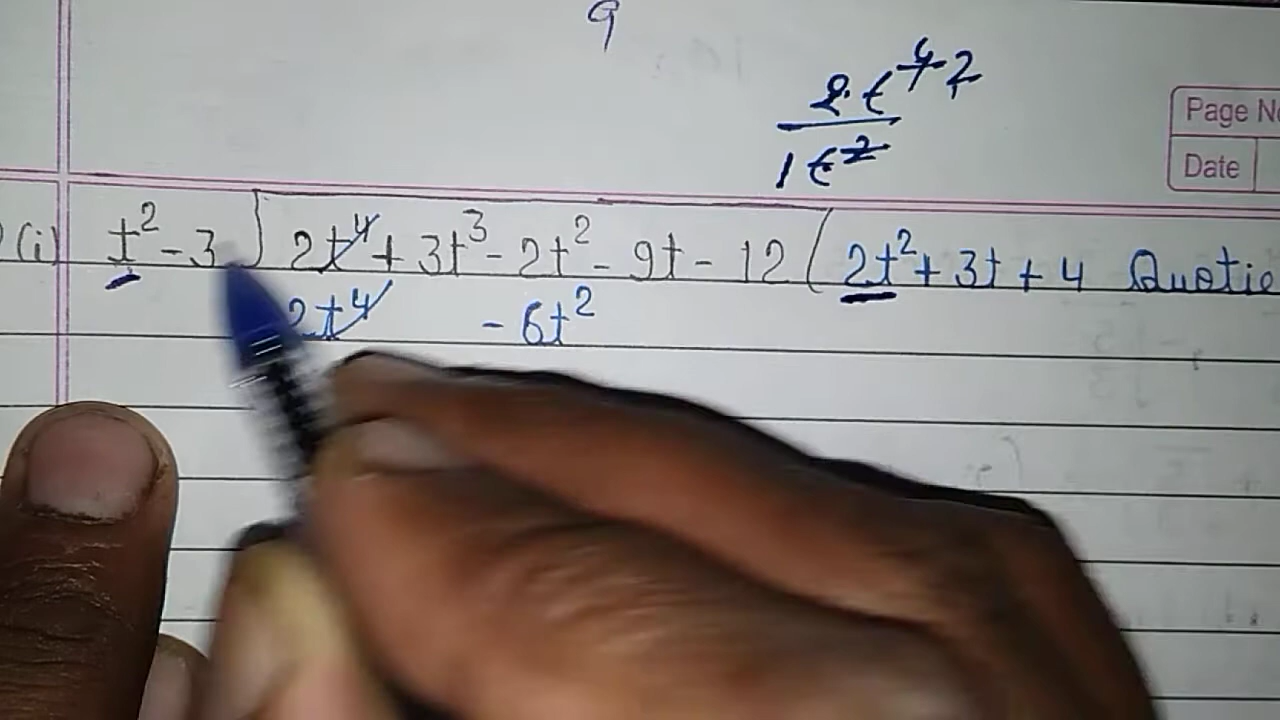 9
2t⁴ ²
1t²
Page No
Date
(i) t² - 3 ) 2t⁴ + 3t³ - 2t² - 9t - 12 ( 2t² + 3t + 4 Quotie
2t⁴ - 6t²